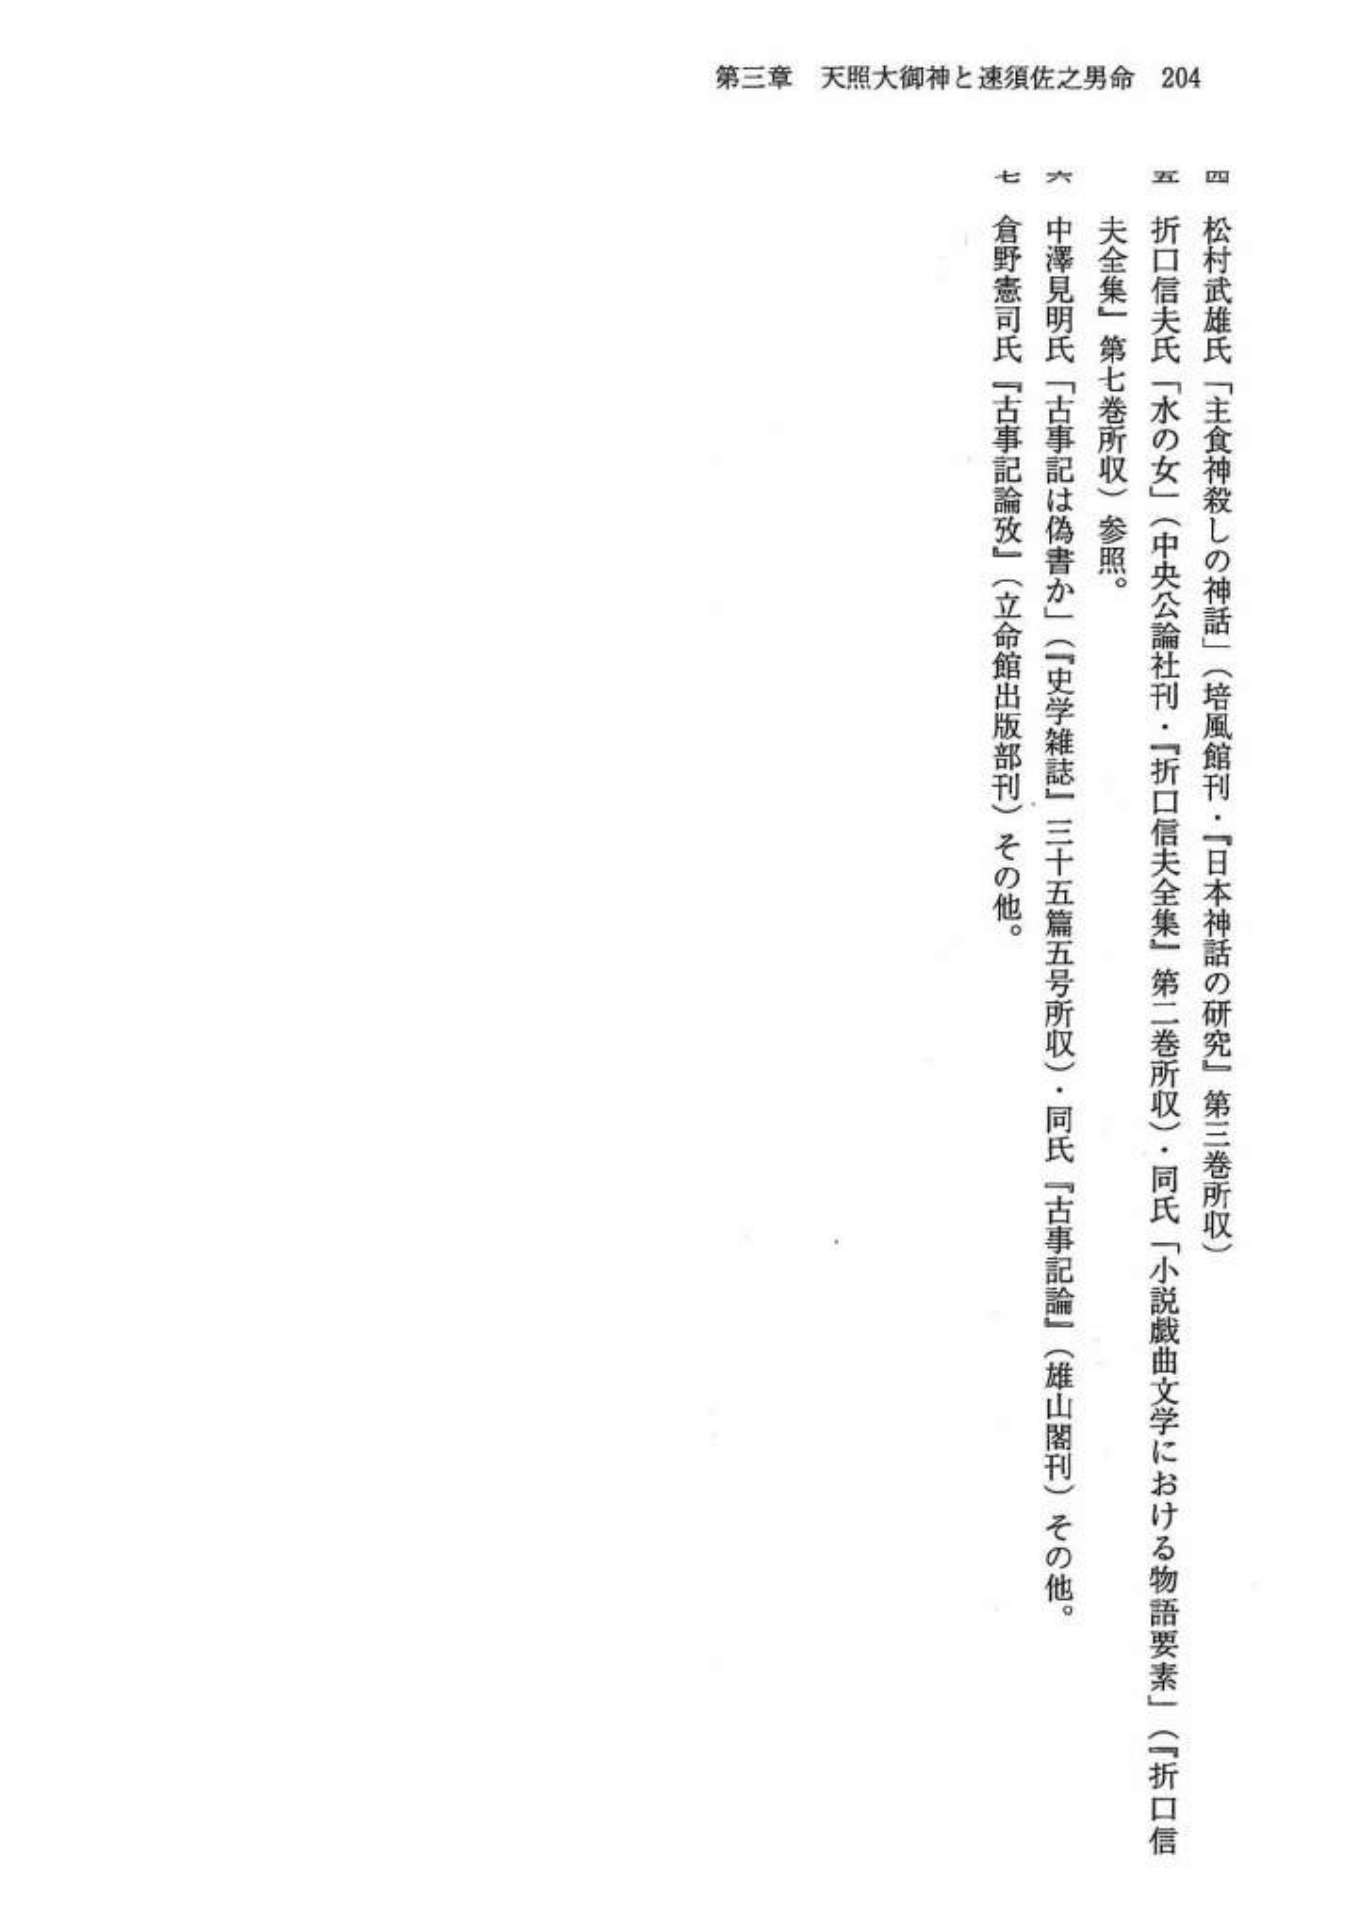 第三章　天照大御神と速須佐之男命　204
四　松村武雄氏「主食神殺しの神話」（培風館刊・『日本神話の研究』第三巻所収）
五　折口信夫氏「水の女」（中央公論社刊・『折口信夫全集』第二巻所収）・同氏「小説戯曲文学における物語要素」（『折口信
夫全集』第七巻所収）参照。
六　中澤見明氏「古事記は偽書か」（『史学雑誌』三十五篇五号所収）・同氏『古事記論』（雄山閣刊）その他。
七　倉野憲司氏『古事記論攷』（立命館出版部刊）その他。